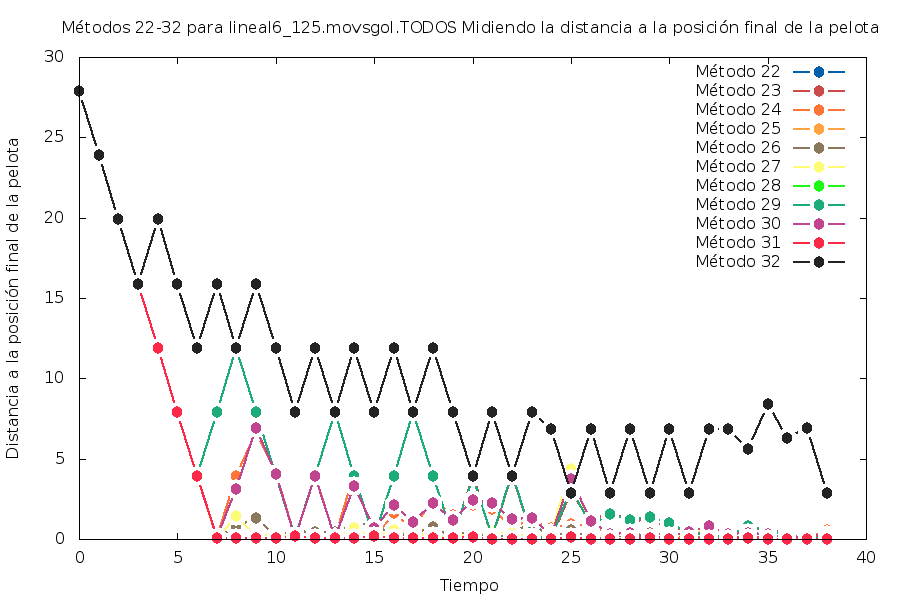 Métodos 22-32 para lineal6_125.movsgol.TODOS Midiendo la distancia a la posición final de la pelota
30
25
20
15
10
5
0
0 5 10 15 20 25 30 35 40
Distancia a la posición final de la pelota
Tiempo
Método 22
Método 23
Método 24
Método 25
Método 26
Método 27
Método 28
Método 29
Método 30
Método 31
Método 32